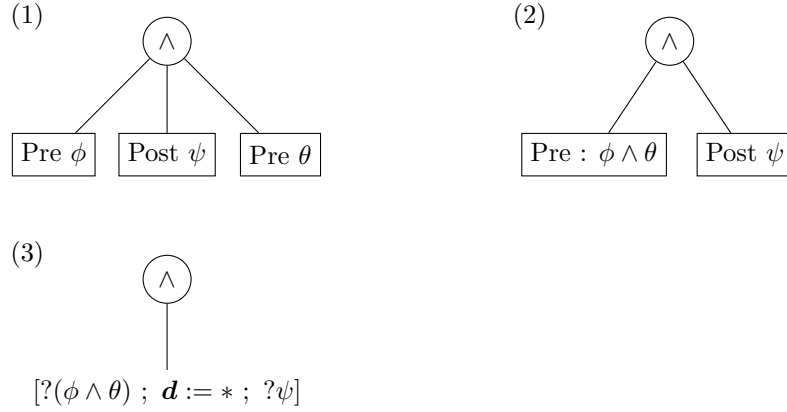 (1)
∧
Pre ϕ Post ψ Pre θ
(2)
∧
Pre : ϕ ∧ θ Post ψ
(3)
∧
[?(ϕ ∧ θ) ; d := ∗ ; ?ψ]